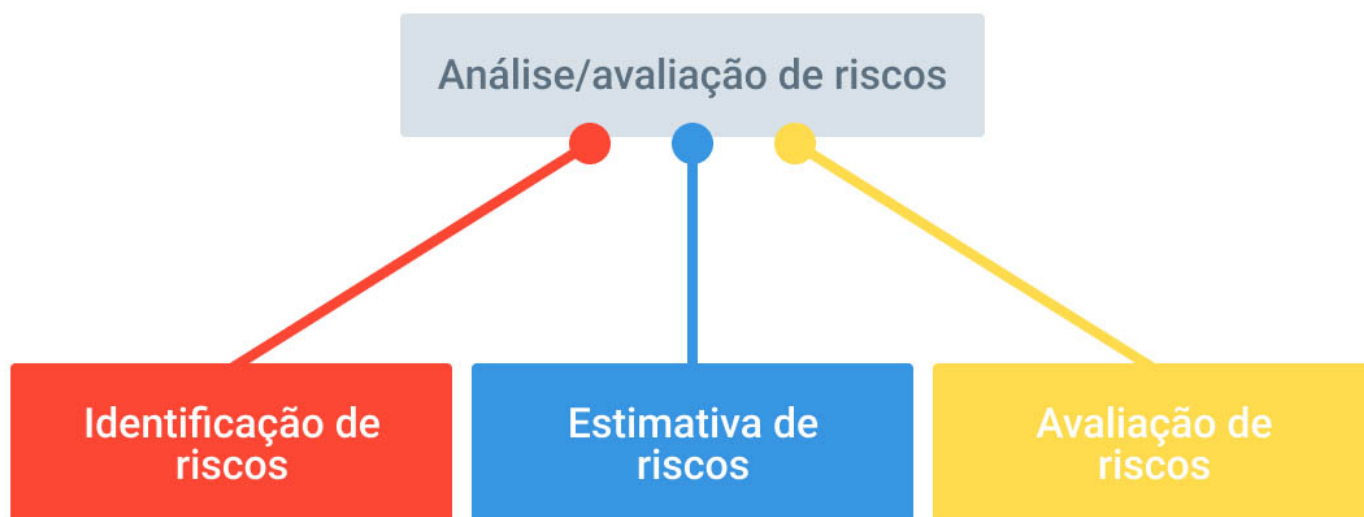 Análise/avaliação de riscos
Identificação de
riscos
Estimativa de
riscos
Avaliação de
riscos